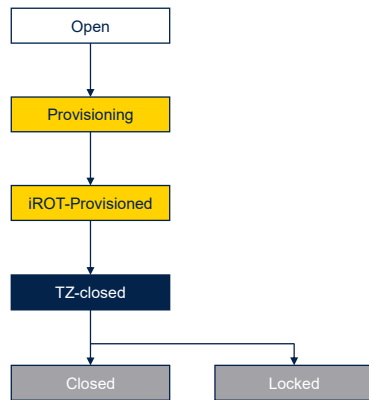 Open
Provisioning
iROT-Provisioned
TZ-closed
Closed
Locked